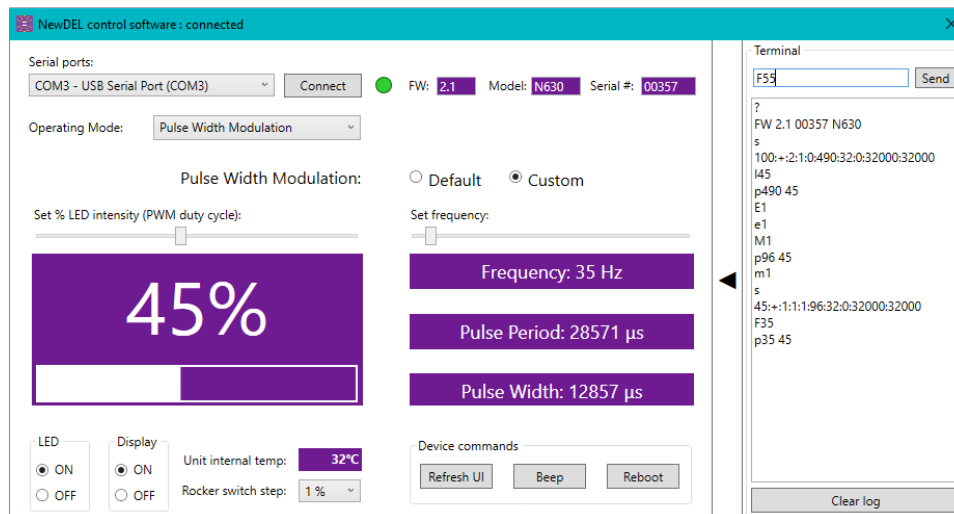 NewDEL control software : connected
Serial ports:
COM3 - USB Serial Port (COM3)
Connect
FW: 2.1 Model: N630 Serial #: 00357
Operating Mode: Pulse Width Modulation
Pulse Width Modulation: Default Custom
Set % LED intensity (PWM duty cycle):
45%
Set frequency:
Frequency: 35 Hz
Pulse Period: 28571 µs
Pulse Width: 12857 µs
LED
ON
OFF
Display
ON
OFF
Unit internal temp: 32°C
Rocker switch step: 1 %
Device commands
Refresh UI Beep Reboot
Terminal
F55 Send
?
FW 2.1 00357 N630
s
100:+:2:1:0:490:32:0:32000:32000
I45
p490 45
E1
e1
M1
p96 45
m1
s
45:+:1:1:1:96:32:0:32000:32000
F35
p35 45
Clear log